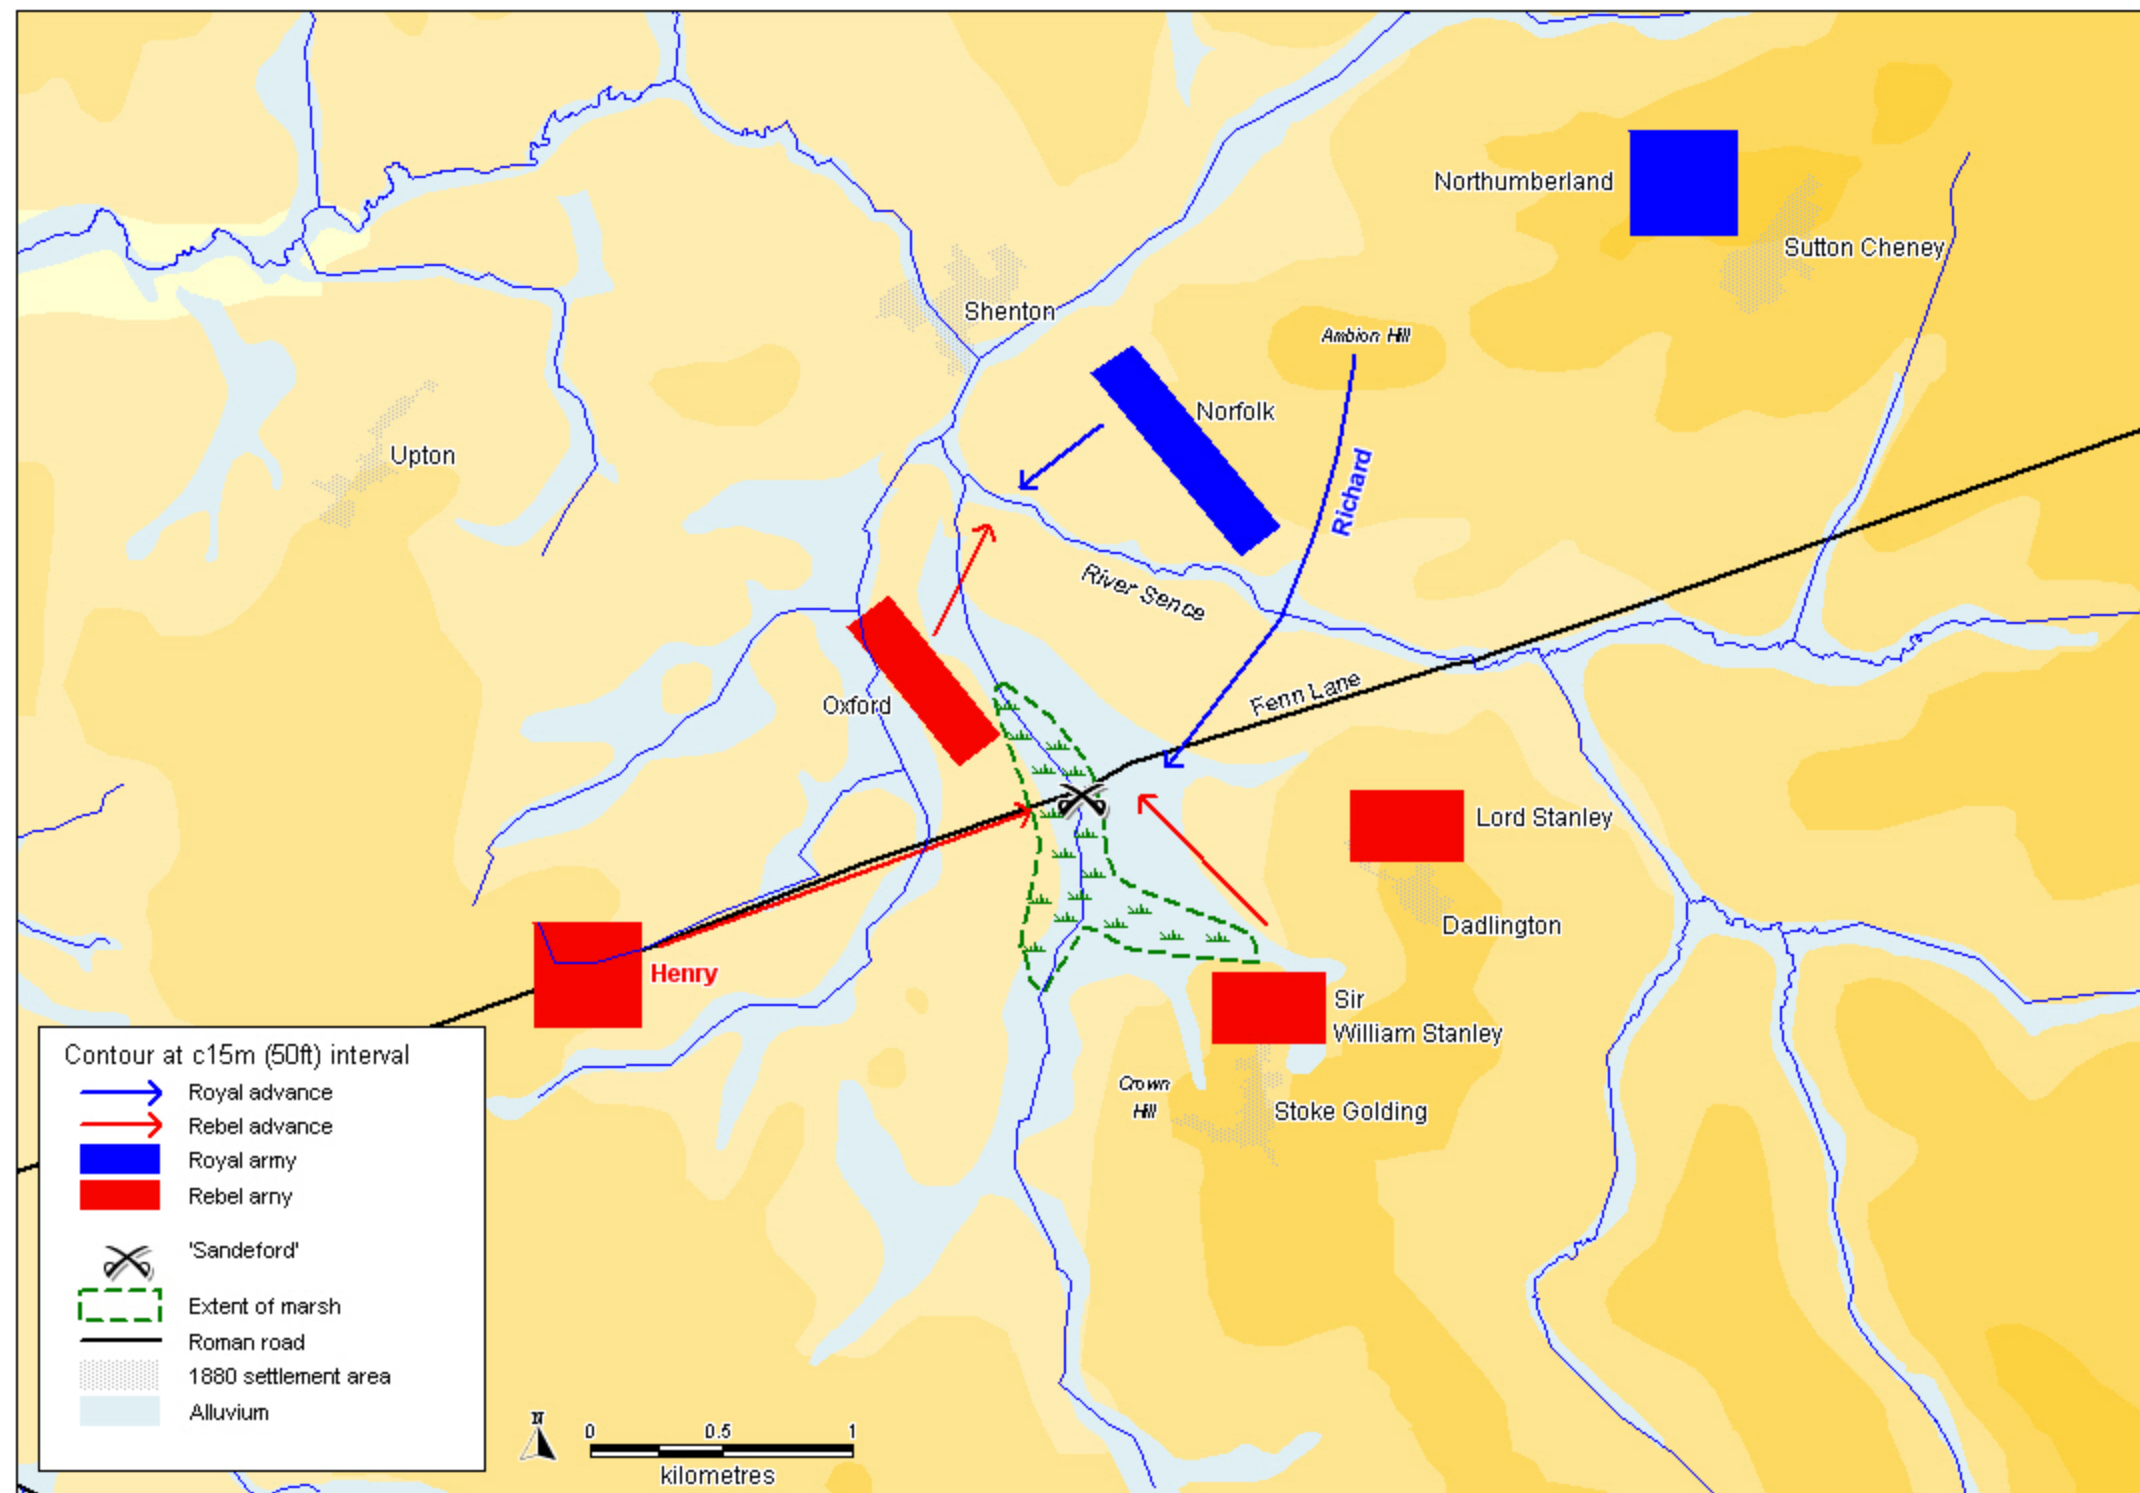 Northumberland
Sutton Cheney
Shenton
Ambion Hill
Norfolk
Upton
Richard
River Sence
Fenn Lane
Oxford
Lord Stanley
Dadlington
Henry
Sir
William Stanley
Crown
Hill
Stoke Golding
Contour at c15m (50ft) interval
Royal advance
Rebel advance
Royal army
Rebel arny
'Sandeford'
Extent of marsh
Roman road
1880 settlement area
Alluvium
N
0 0.5 1
kilometres